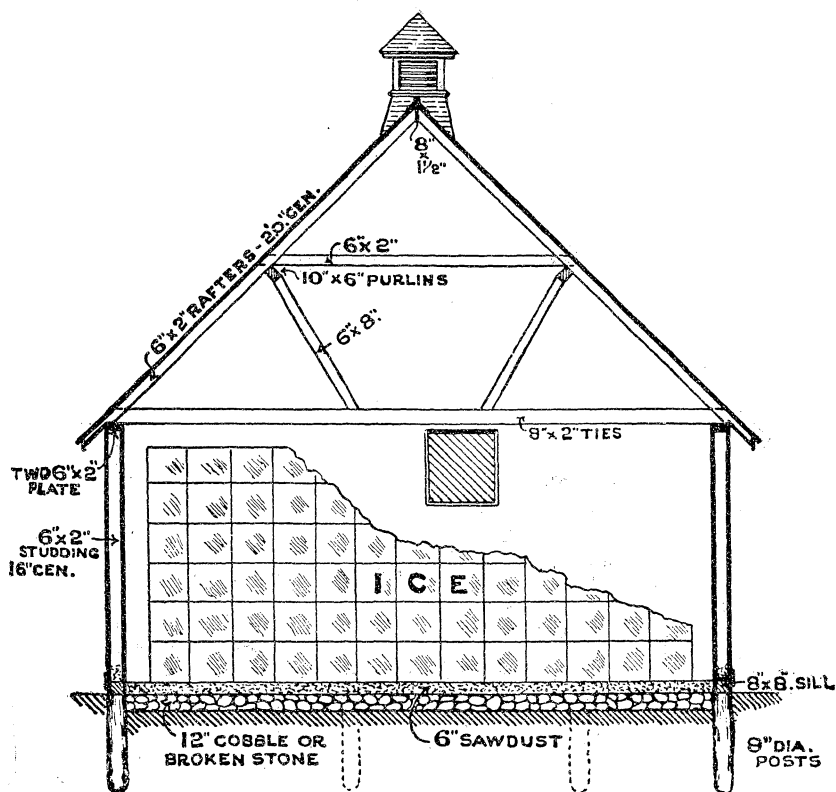 8"
x
1½"
6"x2"
10"x6" PURLINS
6"x2" RAFTERS - 2'0" CEN.
6"x8"
8"x2" TIES
TWO 6"x2"
PLATE
6"x2"
STUDDING
16" CEN.
ICE
8"x8" SILL
12" COBBLE OR
BROKEN STONE
6" SAWDUST
8" DIA.
POSTS